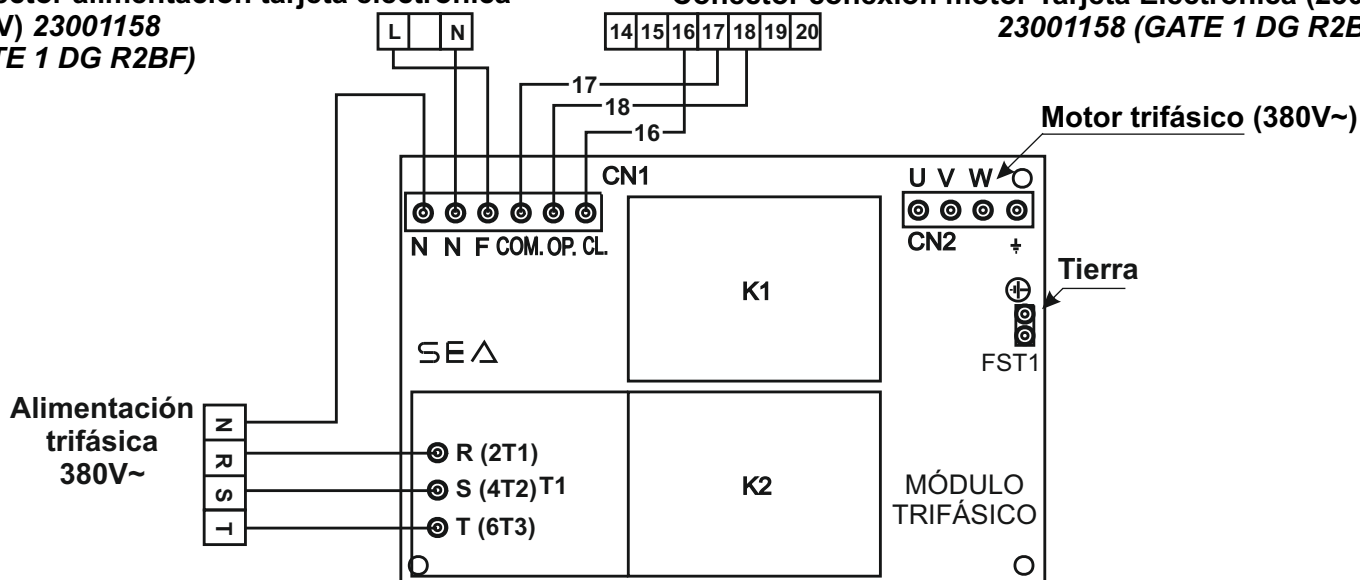 V) 23001158
TE 1 DG R2BF)
23001158 (GATE 1 DG R2B
L N
14 15 16 17 18 19 20
17
18
16
Motor trifásico (380V~)
CN1
U V W
N N F COM. OP. CL.
CN2
K1
Tierra
SEA
FST1
Alimentación
trifásica
380V~
N
R
S
T
R (2T1)
S (4T2) T1
T (6T3)
K2
MÓDULO
TRIFÁSICO